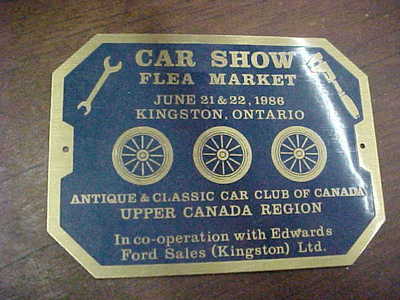 CAR SHOW
FLEA MARKET
JUNE 21 & 22, 1986
KINGSTON, ONTARIO
ANTIQUE & CLASSIC CAR CLUB OF CANADA
UPPER CANADA REGION
In co-operation with Edwards
Ford Sales (Kingston) Ltd.